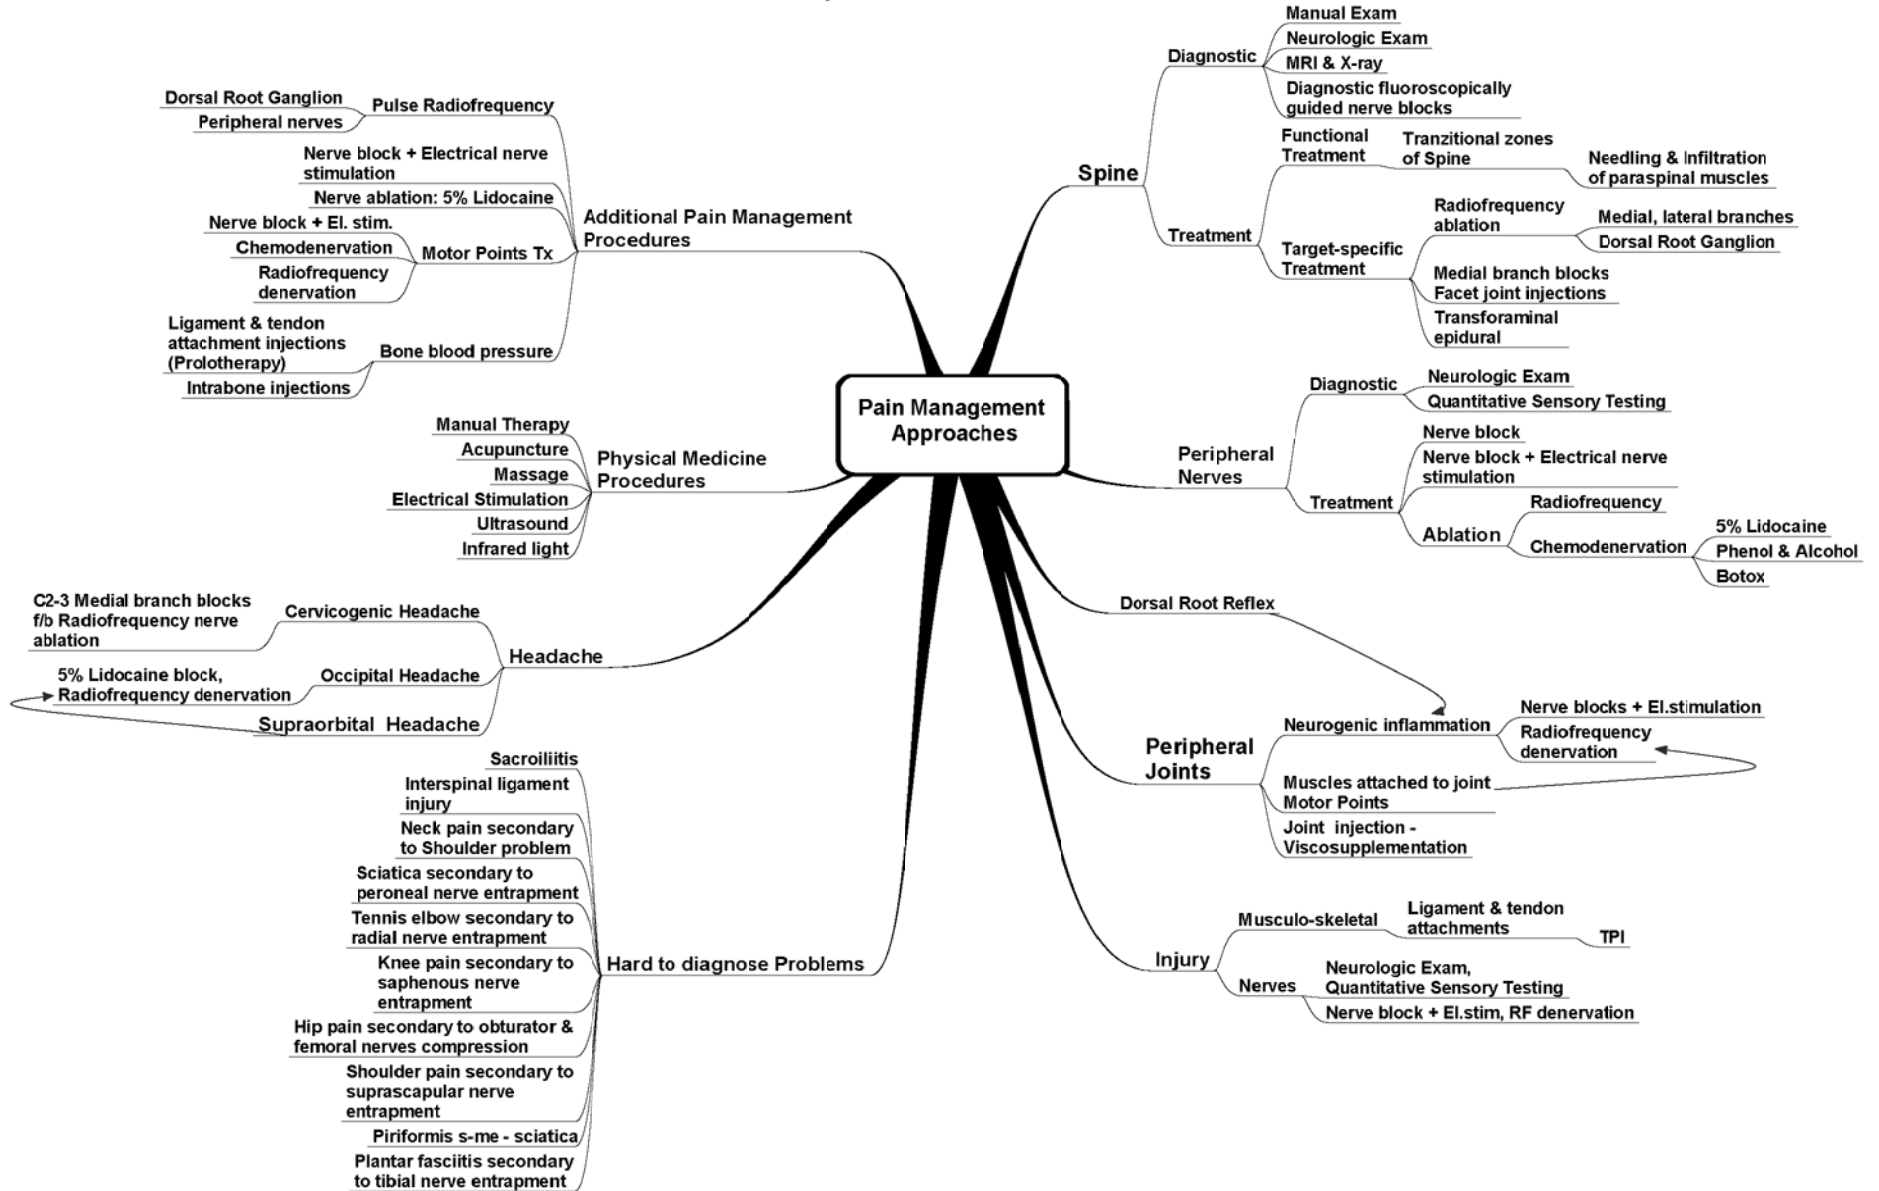 Pain Management
Approaches
Spine
Diagnostic
Manual Exam
Neurologic Exam
MRI & X-ray
Diagnostic fluoroscopically
guided nerve blocks
Treatment
Functional
Treatment
Tranzitional zones
of Spine
Needling & Infiltration
of paraspinal muscles
Target-specific
Treatment
Radiofrequency
ablation
Medial, lateral branches
Dorsal Root Ganglion
Medial branch blocks
Facet joint injections
Transforaminal
epidural
Peripheral
Nerves
Diagnostic
Neurologic Exam
Quantitative Sensory Testing
Treatment
Nerve block
Nerve block + Electrical nerve
stimulation
Ablation
Radiofrequency
Chemodenervation
5% Lidocaine
Phenol & Alcohol
Botox
Dorsal Root Reflex
Peripheral
Joints
Neurogenic inflammation
Nerve blocks + El.stimulation
Radiofrequency
denervation
Muscles attached to joint
Motor Points
Joint injection -
Viscosupplementation
Injury
Musculo-skeletal
Ligament & tendon
attachments
TPI
Nerves
Neurologic Exam,
Quantitative Sensory Testing
Nerve block + El.stim, RF denervation
Additional Pain Management
Procedures
Pulse Radiofrequency
Dorsal Root Ganglion
Peripheral nerves
Nerve block + Electrical nerve
stimulation
Nerve ablation: 5% Lidocaine
Motor Points Tx
Nerve block + El. stim.
Chemodenervation
Radiofrequency
denervation
Bone blood pressure
Ligament & tendon
attachment injections
(Prolotherapy)
Intrabone injections
Physical Medicine
Procedures
Manual Therapy
Acupuncture
Massage
Electrical Stimulation
Ultrasound
Infrared light
Headache
Cervicogenic Headache
C2-3 Medial branch blocks
f/b Radiofrequency nerve
ablation
Occipital Headache
5% Lidocaine block,
Radiofrequency denervation
Supraorbital Headache
Hard to diagnose Problems
Sacroiliitis
Interspinal ligament
injury
Neck pain secondary
to Shoulder problem
Sciatica secondary to
peroneal nerve entrapment
Tennis elbow secondary to
radial nerve entrapment
Knee pain secondary to
saphenous nerve
entrapment
Hip pain secondary to obturator &
femoral nerves compression
Shoulder pain secondary to
suprascapular nerve
entrapment
Piriformis s-me - sciatica
Plantar fasciitis secondary
to tibial nerve entrapment